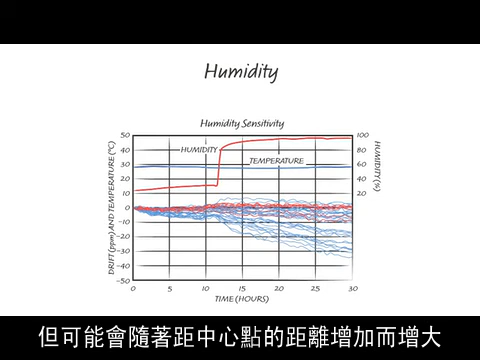 Humidity
Humidity Sensitivity
DRIFT (ppm) AND TEMPERATURE (°C)
50
40
30
20
10
0
-10
-20
-30
-40
-50
HUMIDITY
TEMPERATURE
100
80
60
40
20
HUMIDITY (%)
0 5 10 15 20 25 30
TIME (HOURS)
但可能會隨著距中心點的距離增加而增大